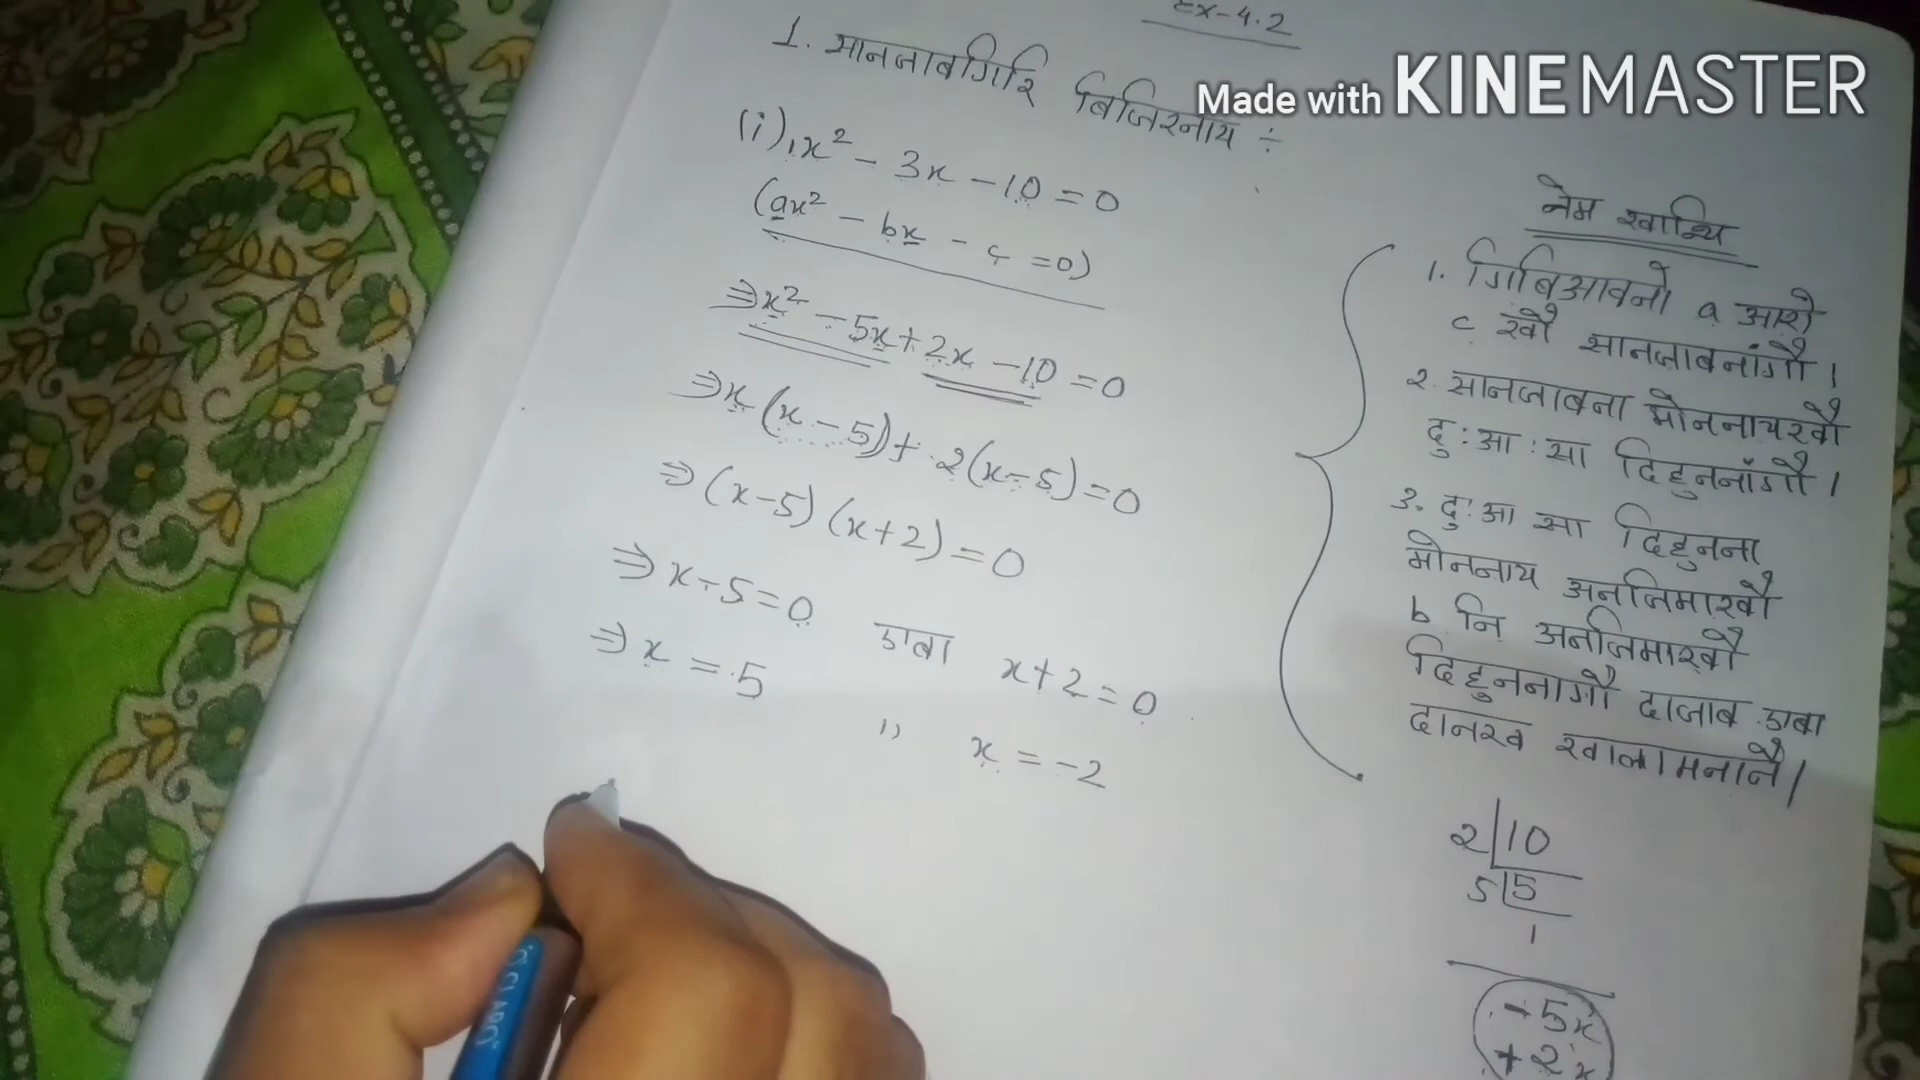 Ex-4.2
Made with KINEMASTER
1. सानजाबगिरि बिजिरनाय ÷
(i) 1x² - 3x - 10 = 0
(ax² - bx - c = 0)
⇒ x² - 5x + 2x - 10 = 0
⇒ x(x - 5) + 2(x - 5) = 0
⇒ (x - 5) (x + 2) = 0
⇒ x - 5 = 0 एबा x + 2 = 0
⇒ x = 5 ,, x = -2
नेम खान्थि
1. गिबिआवनो a आरो
c खौ सानजाबनांगौ।
2. सानजाबना मोननायखौ
दु:आ:सा दिहुननांगौ।
3. दु:आ सा दिहुनना
मोननाय अनजिमाखौ
b नि अनजिमाखौ
दिहुननांगौ दाजाब एबा
दानख खालामनानै।
2|10
5|5
1
-5x
+2x